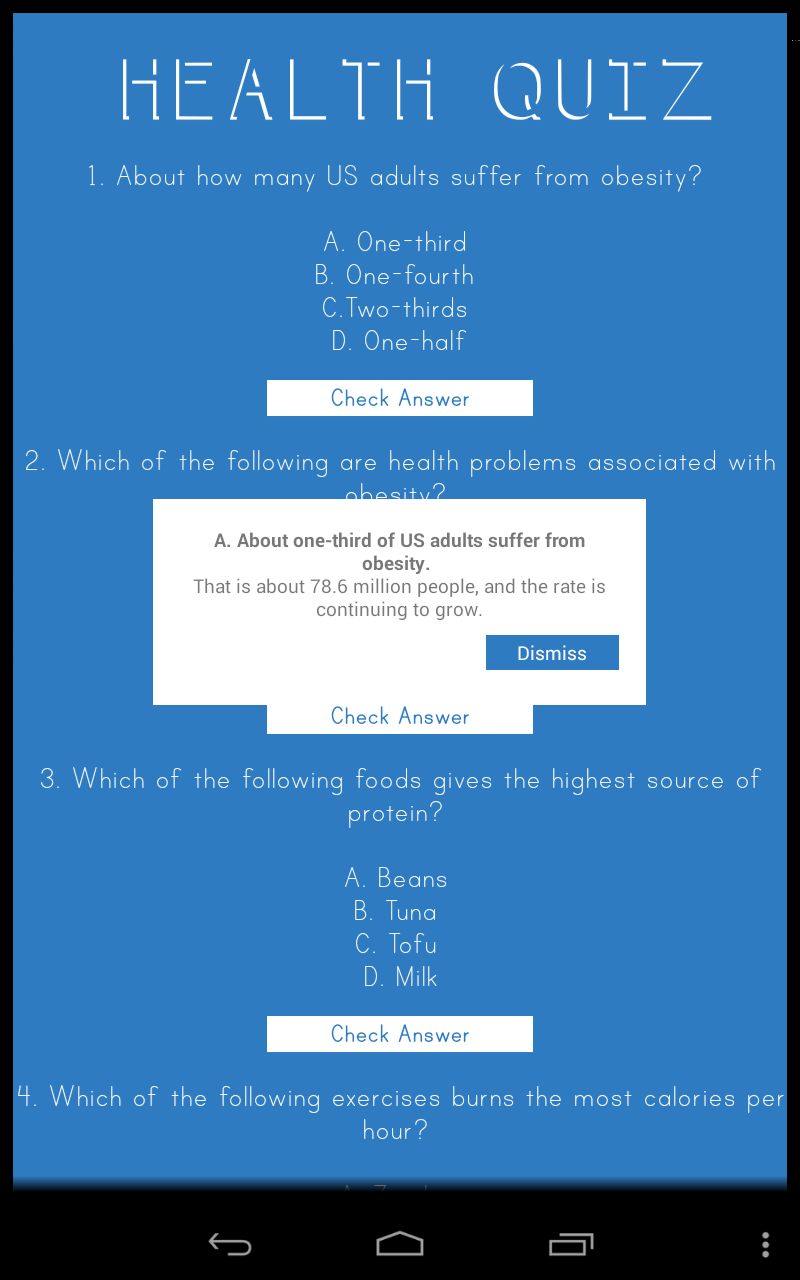 HEALTH QUIZ
1. About how many US adults suffer from obesity?
A. One-third
B. One-fourth
C.Two-thirds
D. One-half
Check Answer
2. Which of the following are health problems associated with
obesity?
A. About one-third of US adults suffer from
obesity.
That is about 78.6 million people, and the rate is
continuing to grow.
Dismiss
Check Answer
3. Which of the following foods gives the highest source of
protein?
A. Beans
B. Tuna
C. Tofu
D. Milk
Check Answer
4. Which of the following exercises burns the most calories per
hour?